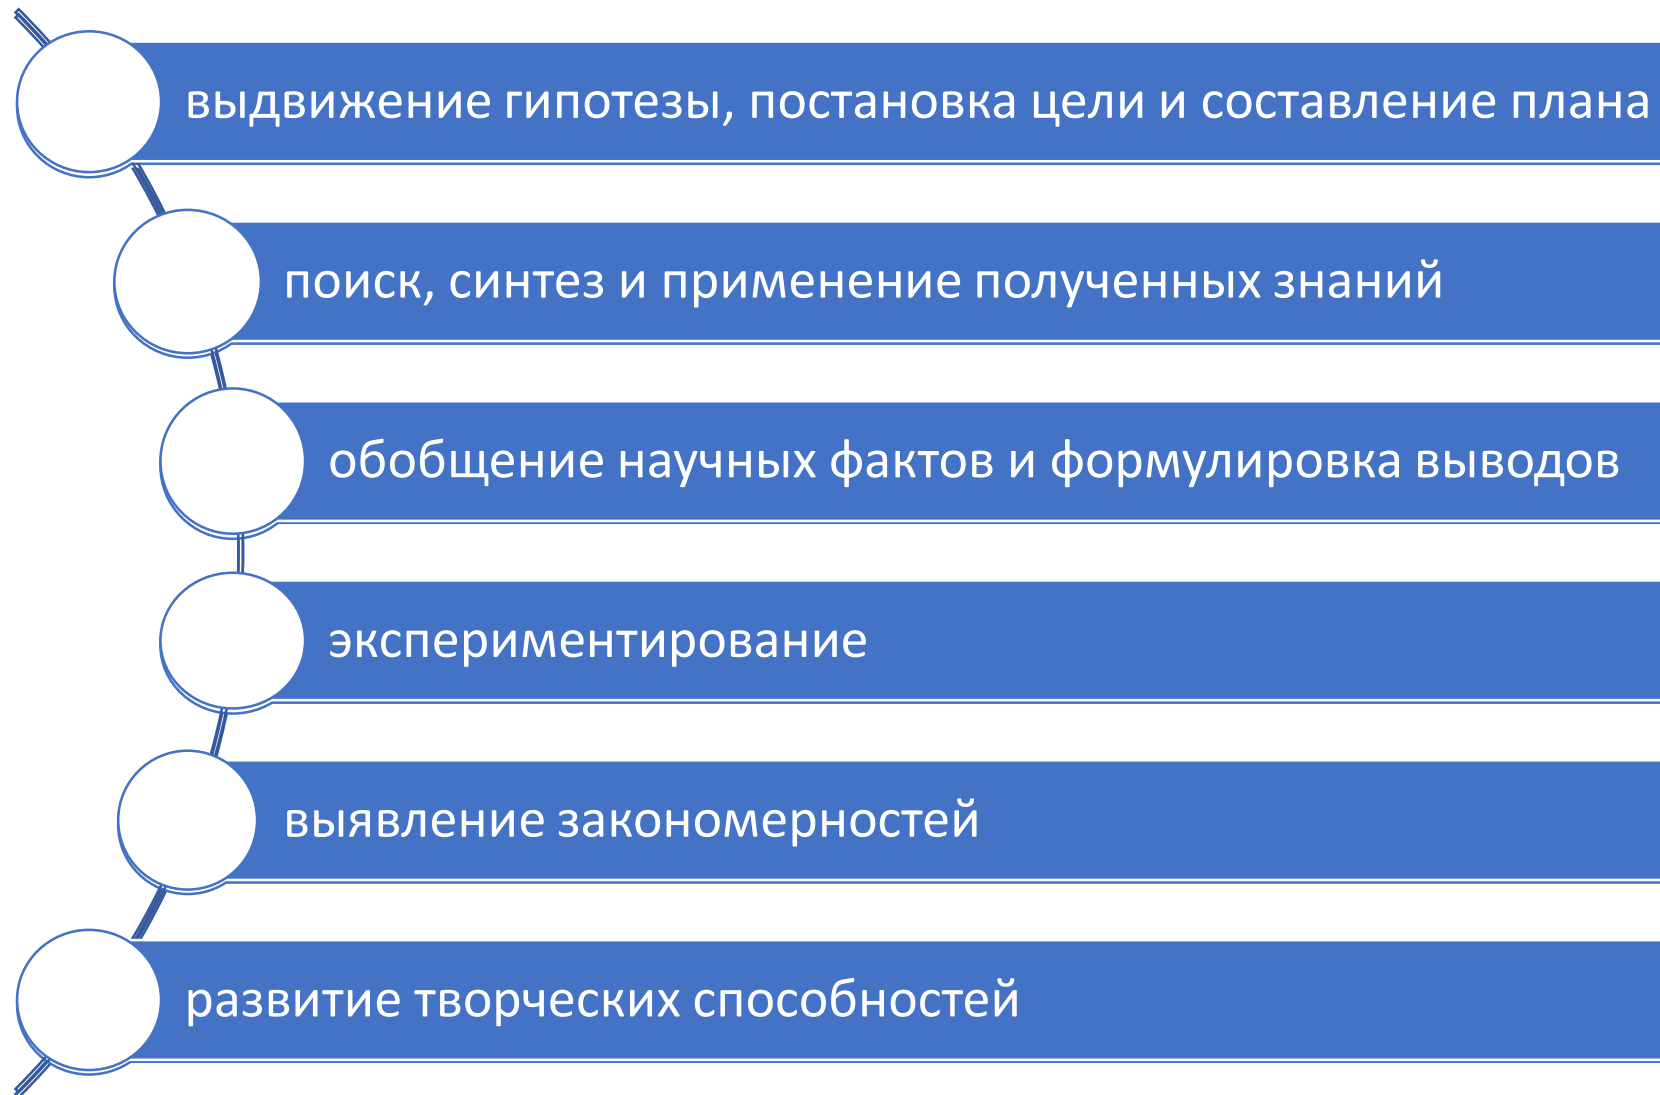 выдвижение гипотезы, постановка цели и составление плана
поиск, синтез и применение полученных знаний
обобщение научных фактов и формулировка выводов
экспериментирование
выявление закономерностей
развитие творческих способностей